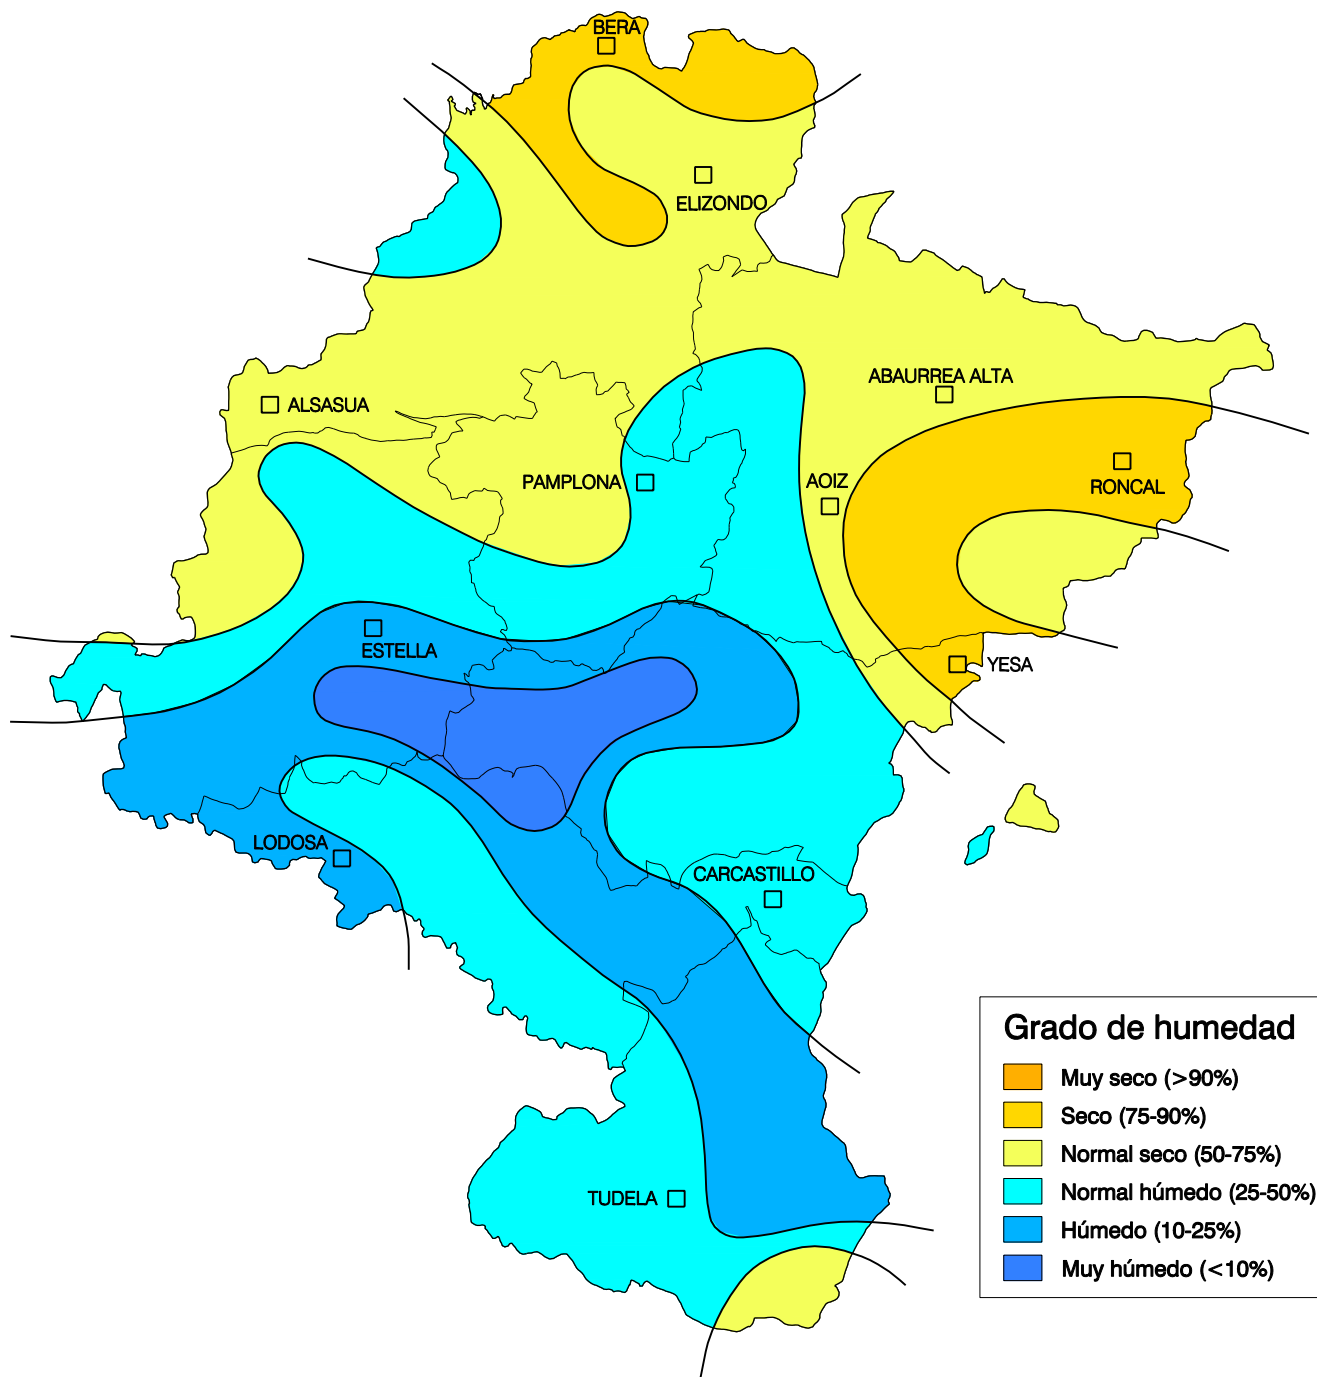 BERA
ELIZONDO
ABAURREA ALTA
ALSASUA
PAMPLONA
AOIZ
RONCAL
ESTELLA
YESA
LODOSA
CARCASTILLO
TUDELA
Grado de humedad
Muy seco (>90%)
Seco (75-90%)
Normal seco (50-75%)
Normal húmedo (25-50%)
Húmedo (10-25%)
Muy húmedo (<10%)